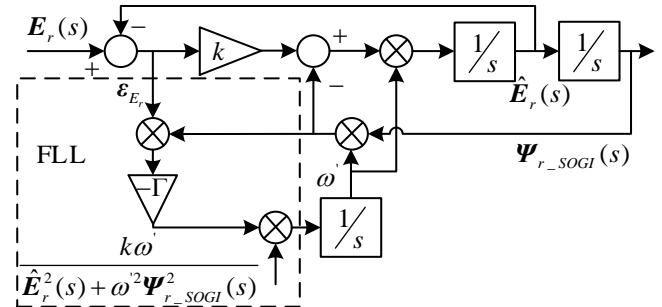 E_r(s)
−
+
k
+
−
1/s
1/s
Ê_r(s)
ε_{E_r}
FLL
Ψ_{r_SOGI}(s)
ω'
−Γ
1/s
kω'
Ê_r^2(s) + ω'^2 Ψ_{r_SOGI}^2(s)